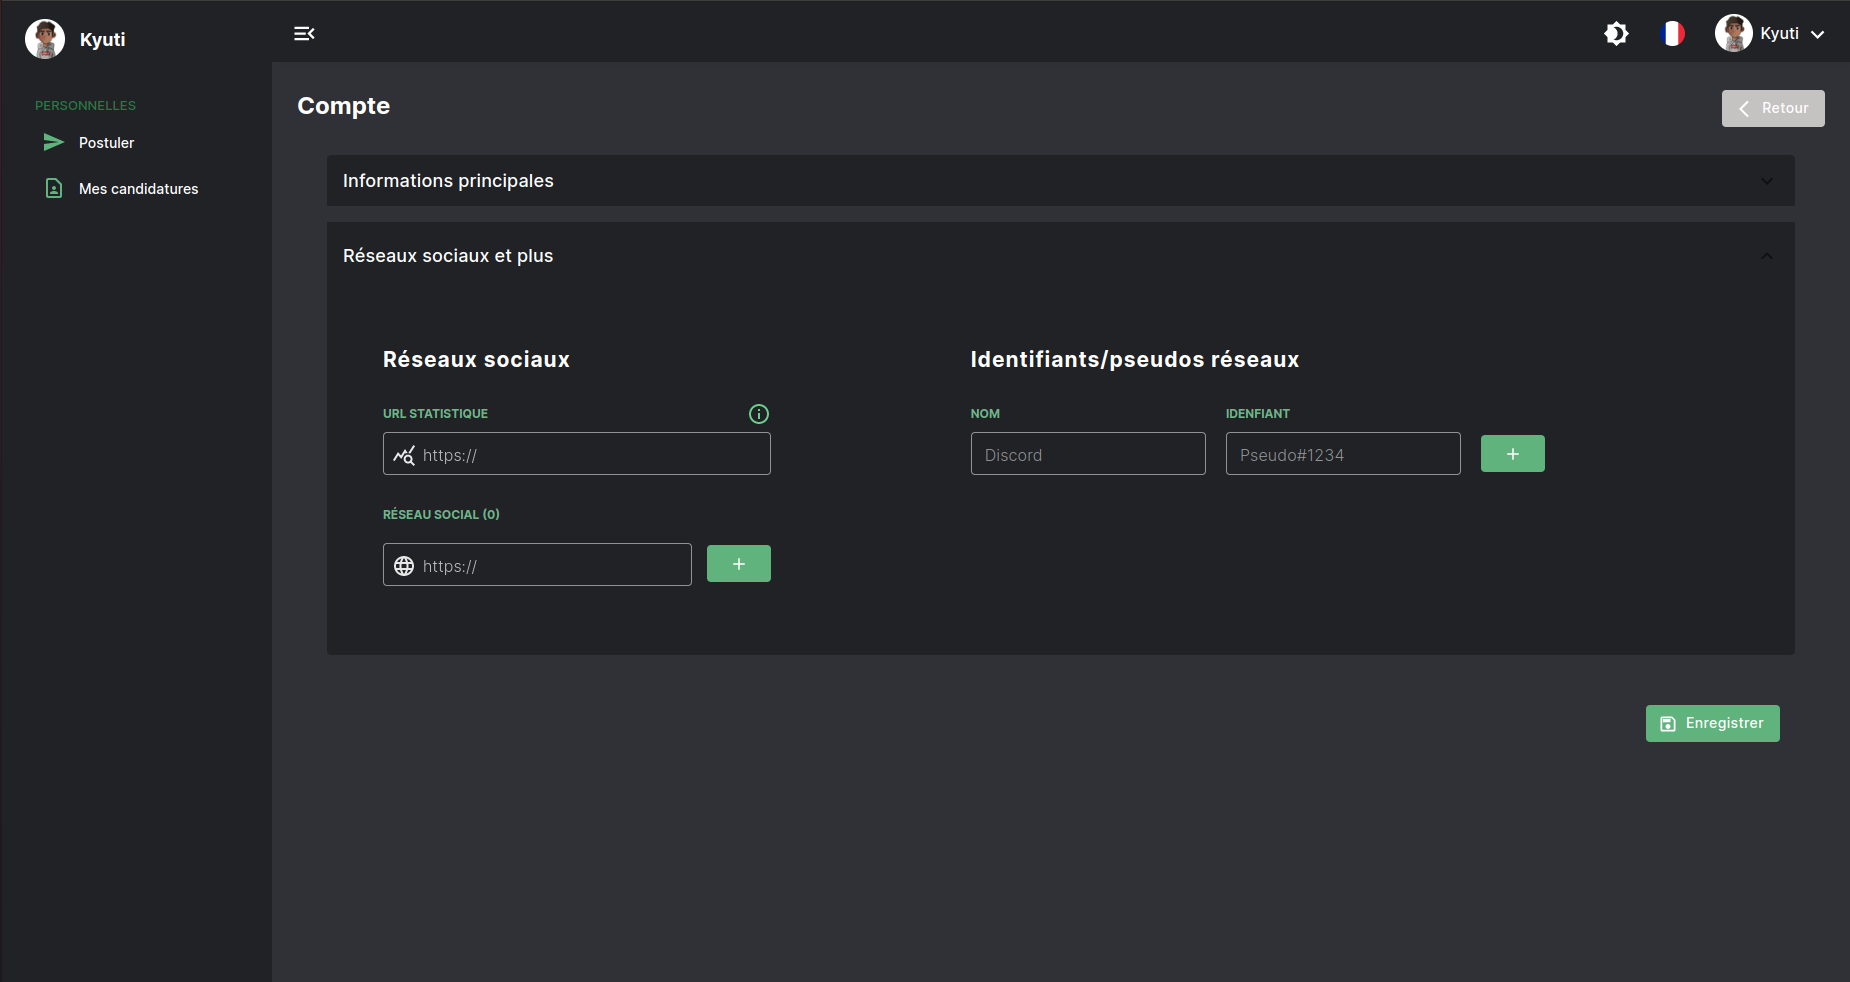 Kyuti
Kyuti
PERSONNELLES
Postuler
Mes candidatures
Compte
Retour
Informations principales
Réseaux sociaux et plus
Réseaux sociaux
Identifiants/pseudos réseaux
URL STATISTIQUE
NOM
IDENFIANT
https://
Discord
Pseudo#1234
+
RÉSEAU SOCIAL (0)
https://
+
Enregistrer